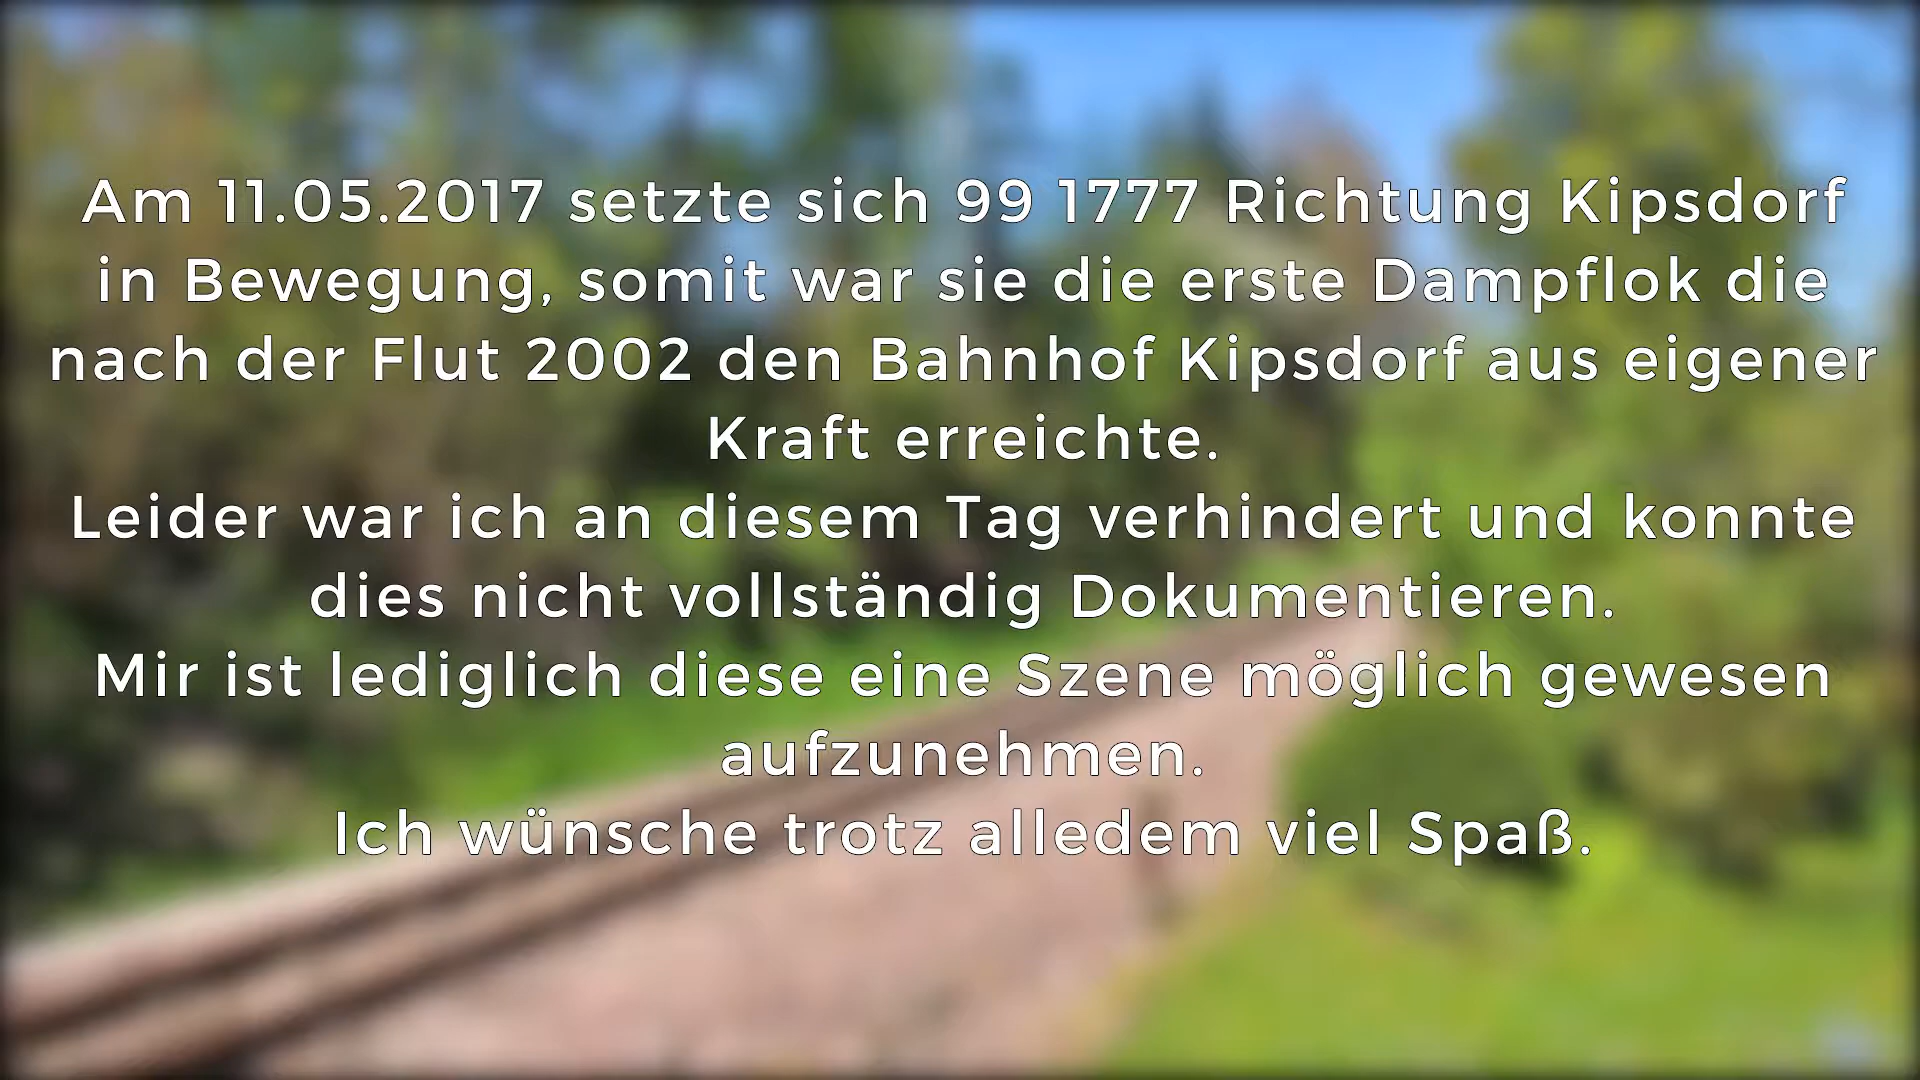 Am 11.05.2017 setzte sich 99 1777 Richtung Kipsdorf
in Bewegung, somit war sie die erste Dampflok die
nach der Flut 2002 den Bahnhof Kipsdorf aus eigener
Kraft erreichte.
Leider war ich an diesem Tag verhindert und konnte
dies nicht vollständig Dokumentieren.
Mir ist lediglich diese eine Szene möglich gewesen
aufzunehmen.
Ich wünsche trotz alledem viel Spaß.